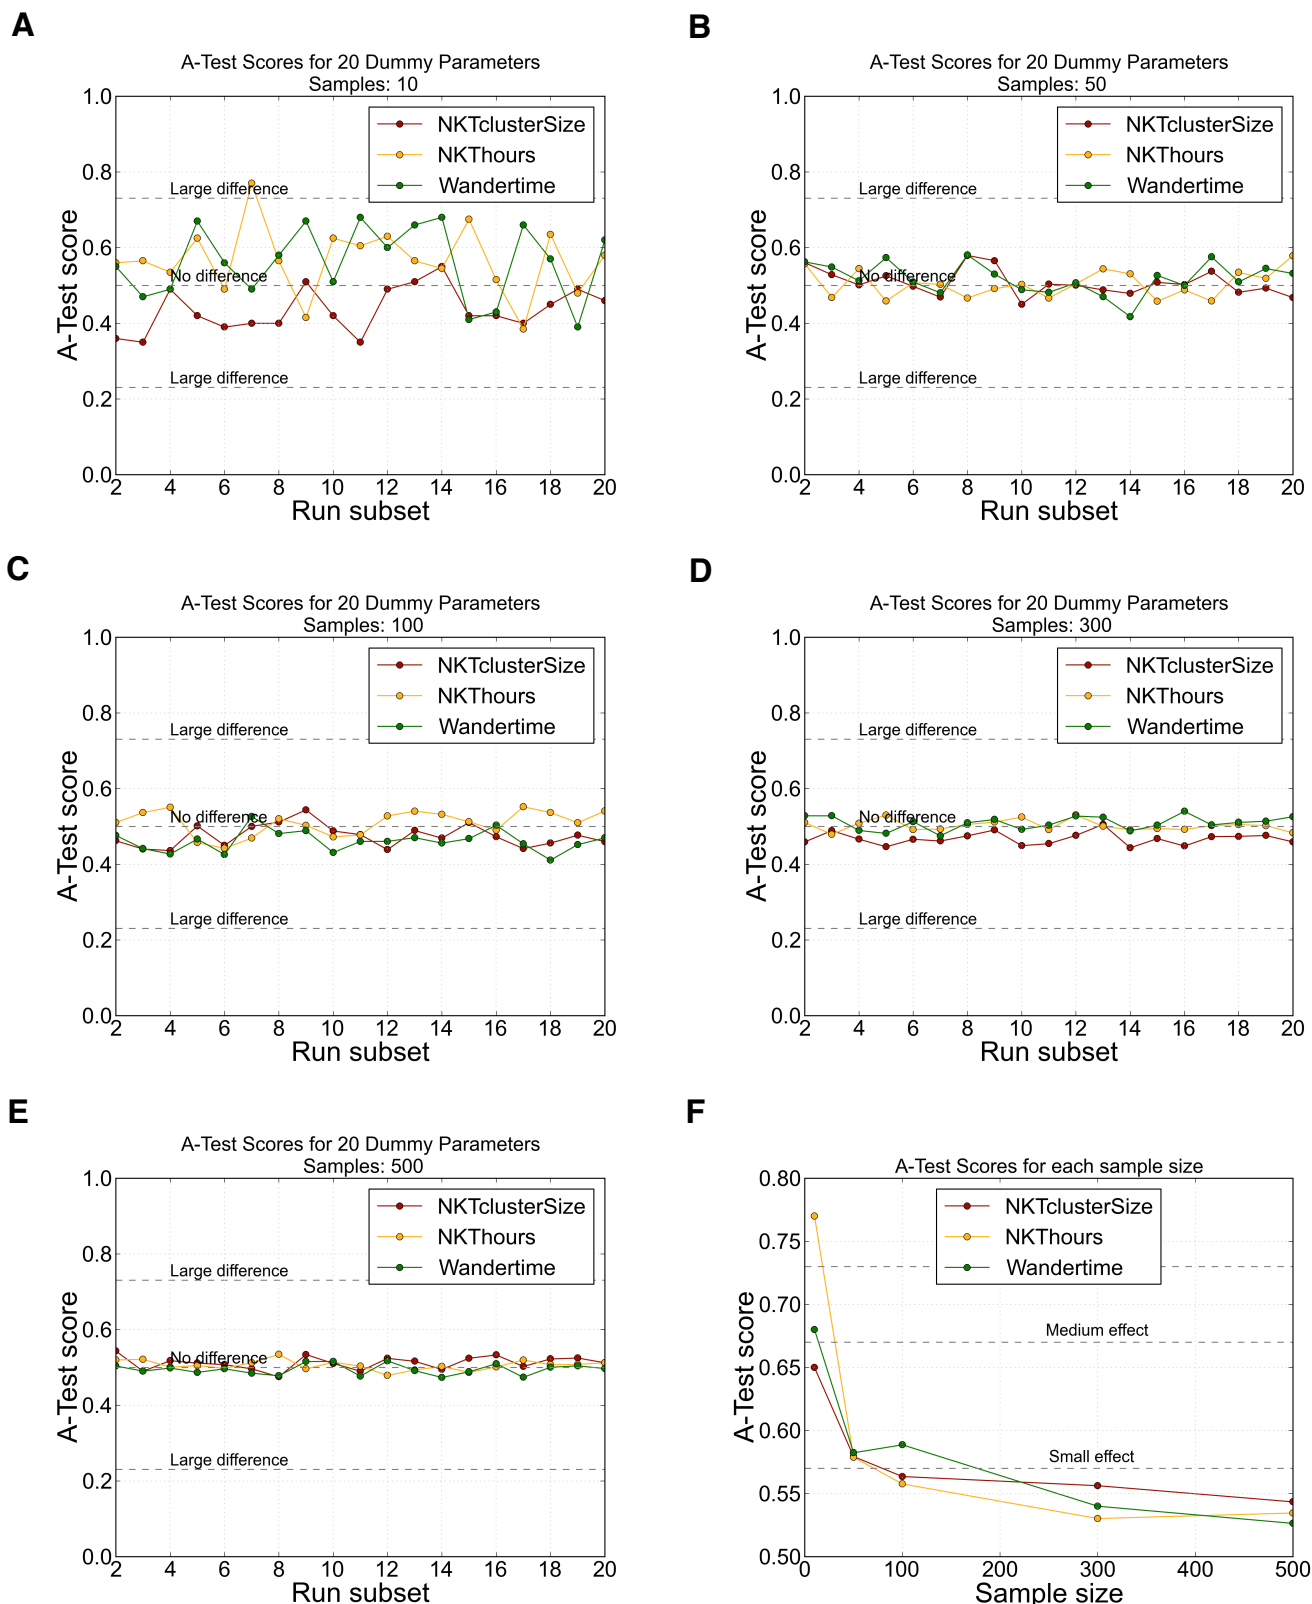 A
A-Test Scores for 20 Dummy Parameters
Samples: 10
1.0
0.8
0.6
0.4
0.2
0.0
A-Test score
NKTclusterSize
NKThours
Wandertime
Large difference
No difference
Large difference
2 4 6 8 10 12 14 16 18 20
Run subset
B
A-Test Scores for 20 Dummy Parameters
Samples: 50
1.0
0.8
0.6
0.4
0.2
0.0
A-Test score
NKTclusterSize
NKThours
Wandertime
Large difference
No difference
Large difference
2 4 6 8 10 12 14 16 18 20
Run subset
C
A-Test Scores for 20 Dummy Parameters
Samples: 100
1.0
0.8
0.6
0.4
0.2
0.0
A-Test score
NKTclusterSize
NKThours
Wandertime
Large difference
No difference
Large difference
2 4 6 8 10 12 14 16 18 20
Run subset
D
A-Test Scores for 20 Dummy Parameters
Samples: 300
1.0
0.8
0.6
0.4
0.2
0.0
A-Test score
NKTclusterSize
NKThours
Wandertime
Large difference
No difference
Large difference
2 4 6 8 10 12 14 16 18 20
Run subset
E
A-Test Scores for 20 Dummy Parameters
Samples: 500
1.0
0.8
0.6
0.4
0.2
0.0
A-Test score
NKTclusterSize
NKThours
Wandertime
Large difference
No difference
Large difference
2 4 6 8 10 12 14 16 18 20
Run subset
F
A-Test Scores for each sample size
0.80
0.75
0.70
0.65
0.60
0.55
0.50
A-Test score
NKTclusterSize
NKThours
Wandertime
Medium effect
Small effect
0 100 200 300 400 500
Sample size